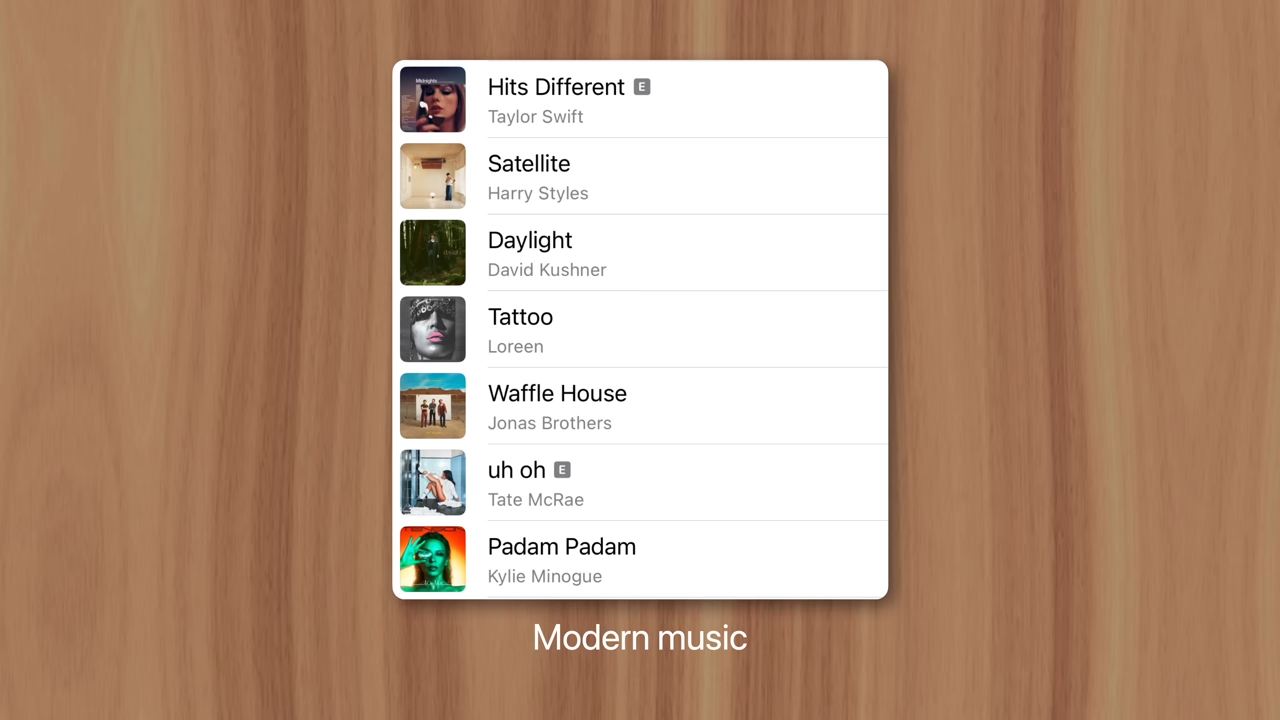 Midnights
Hits Different E
Taylor Swift
Satellite
Harry Styles
Daylight
David Kushner
Tattoo
Loreen
Waffle House
Jonas Brothers
uh oh E
Tate McRae
Padam Padam
Kylie Minogue
Modern music